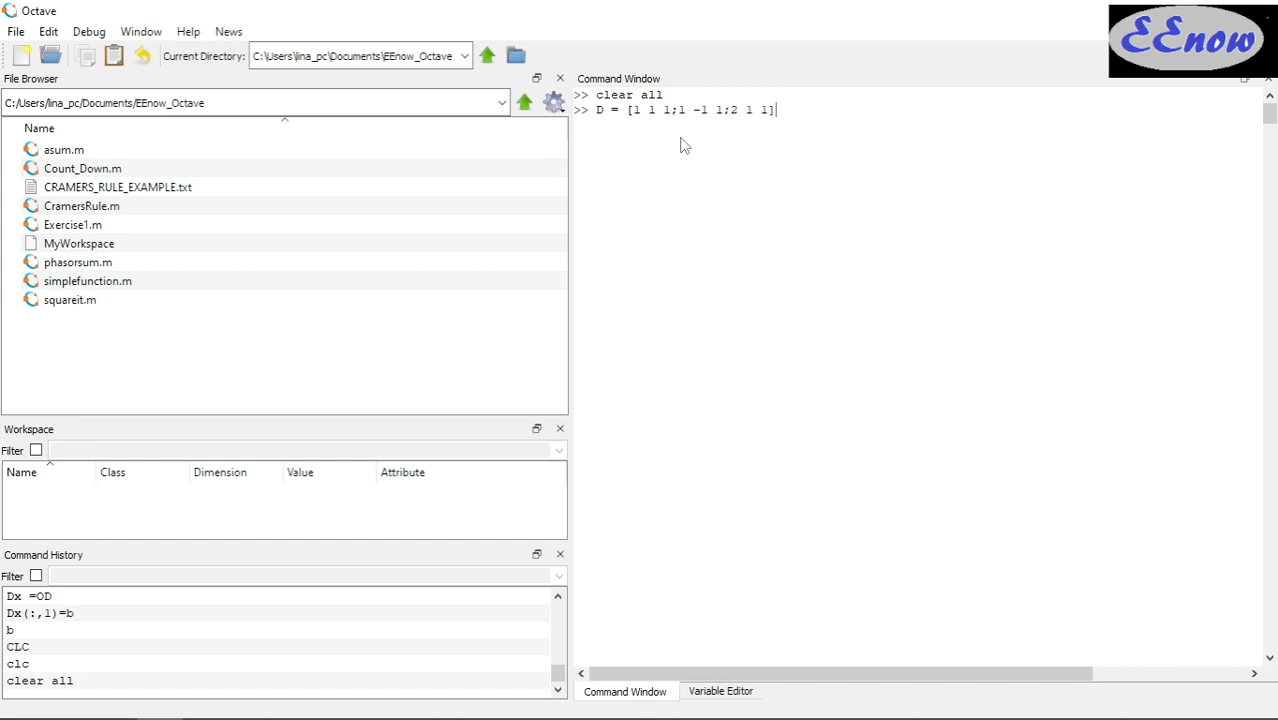 Octave
EEnow
File Edit Debug Window Help News
Current Directory: C:\Users\lina_pc\Documents\EEnow_Octave
File Browser
Command Window
C:/Users/lina_pc/Documents/EEnow_Octave
>> clear all
>> D = [1 1 1;1 -1 1;2 1 1]
Name
asum.m
Count_Down.m
CRAMERS_RULE_EXAMPLE.txt
CramersRule.m
Exercise1.m
MyWorkspace
phasorsum.m
simplefunction.m
squareit.m
Workspace
Filter
Name Class Dimension Value Attribute
Command History
Filter
Dx =OD
Dx(:,1)=b
b
CLC
clc
clear all
Command Window Variable Editor